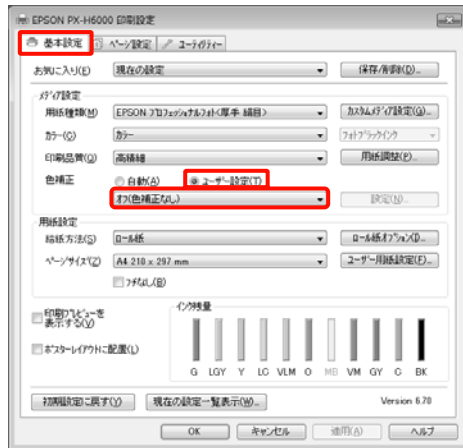 EPSON PX-H6000 印刷設定
基本設定 ページ設定 ユーティリティー
お気に入り(E) 現在の設定 保存/削除(D)...
メディア設定
用紙種類(M) EPSON プロフェッショナルフォト<厚手 絹目> カスタムメディア設定(G)...
カラー(C) カラー フォトブラックインク
印刷品質(Q) 高精細 用紙調整(P)...
色補正 自動(A) ユーザー設定(T)
オフ(色補正なし) 設定(N)...
用紙設定
給紙方法(S) ロール紙 ロール紙オプション(D...
ページサイズ(Z) A4 210 x 297 mm ユーザー用紙設定(F)...
フチなし(B)
印刷プレビューを
表示する(V)
インク残量
ポスターレイアウトに配置(L)
G LGY Y LC VLM O MB VM GY C BK
初期設定に戻す(Y) 現在の設定一覧表示(W)... Version 6.70
OK キャンセル 適用(A) ヘルプ